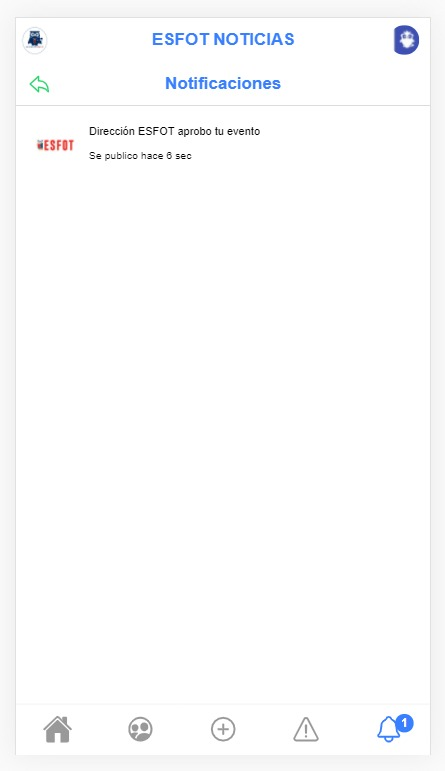 ESFOT NOTICIAS
Notificaciones
ESFOT
Dirección ESFOT aprobo tu evento
Se publico hace 6 sec
1